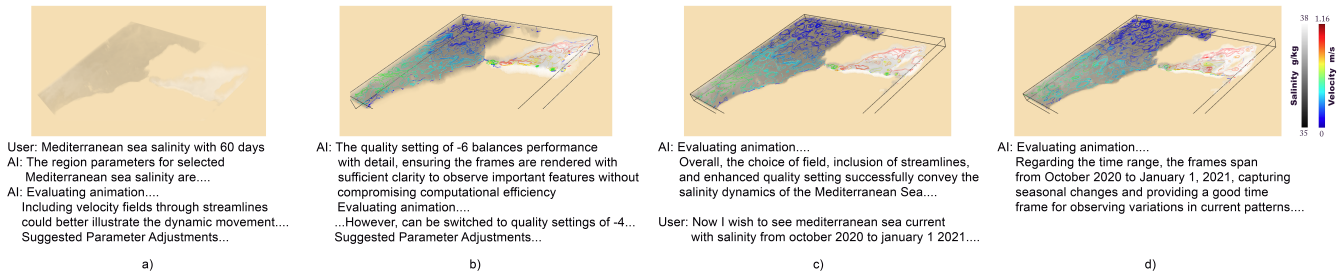 38
1.16
Salinity g/kg
Velocity m/s
35
0
User: Mediterranean sea salinity with 60 days
AI: The region parameters for selected
Mediterranean sea salinity are....
AI: Evaluating animation....
Including velocity fields through streamlines
could better illustrate the dynamic movement....
Suggested Parameter Adjustments...
a)
AI: The quality setting of -6 balances performance
with detail, ensuring the frames are rendered with
sufficient clarity to observe important features without
compromising computational efficiency
Evaluating animation....
...However, can be switched to quality settings of -4...
Suggested Parameter Adjustments...
b)
AI: Evaluating animation....
Overall, the choice of field, inclusion of streamlines,
and enhanced quality setting successfully convey the
salinity dynamics of the Mediterranean Sea....
User: Now I wish to see mediterranean sea current
with salinity from october 2020 to january 1 2021....
c)
AI: Evaluating animation....
Regarding the time range, the frames span
from October 2020 to January 1, 2021, capturing
seasonal changes and providing a good time
frame for observing variations in current patterns....
d)